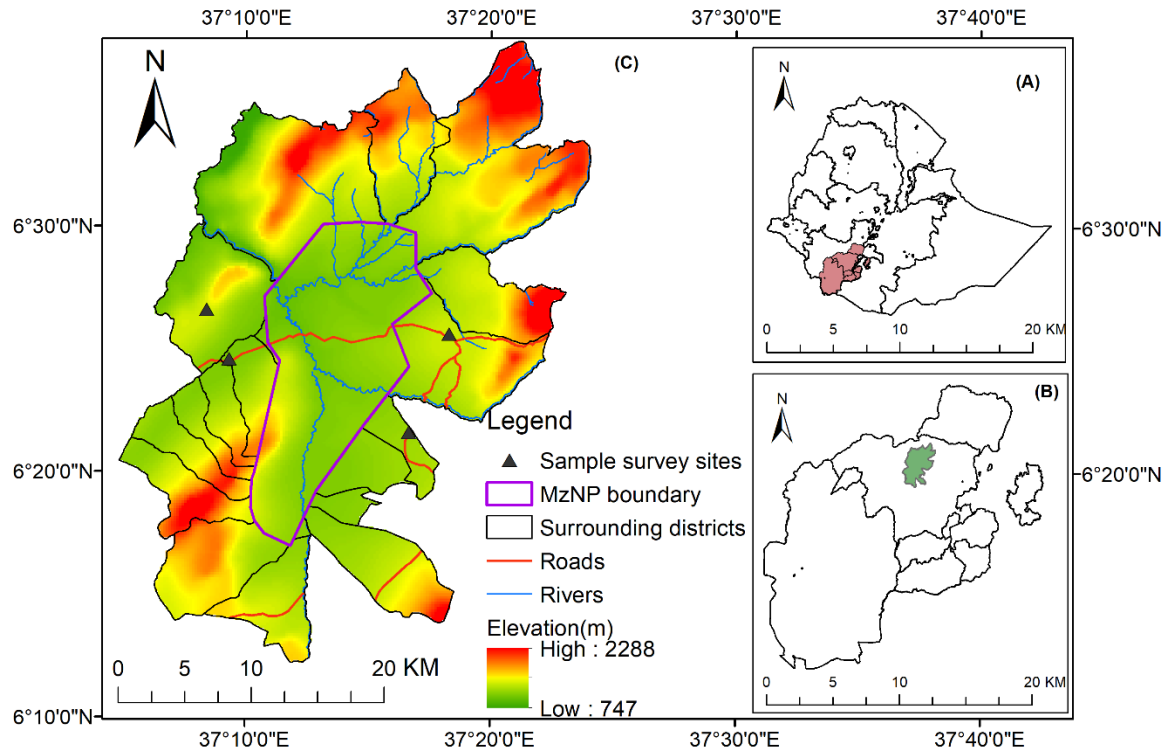 37°10'0"E 37°20'0"E 37°30'0"E 37°40'0"E
N
(C)
6°30'0"N
6°20'0"N
6°10'0"N
Legend
Sample survey sites
MzNP boundary
Surrounding districts
Roads
Rivers
Elevation(m)
High : 2288
Low : 747
0 5 10 20 KM
N
(A)
0 10 20 KM
6°30'0"N
N
(B)
0 10 20 KM
6°20'0"N
37°10'0"E 37°20'0"E 37°30'0"E 37°40'0"E